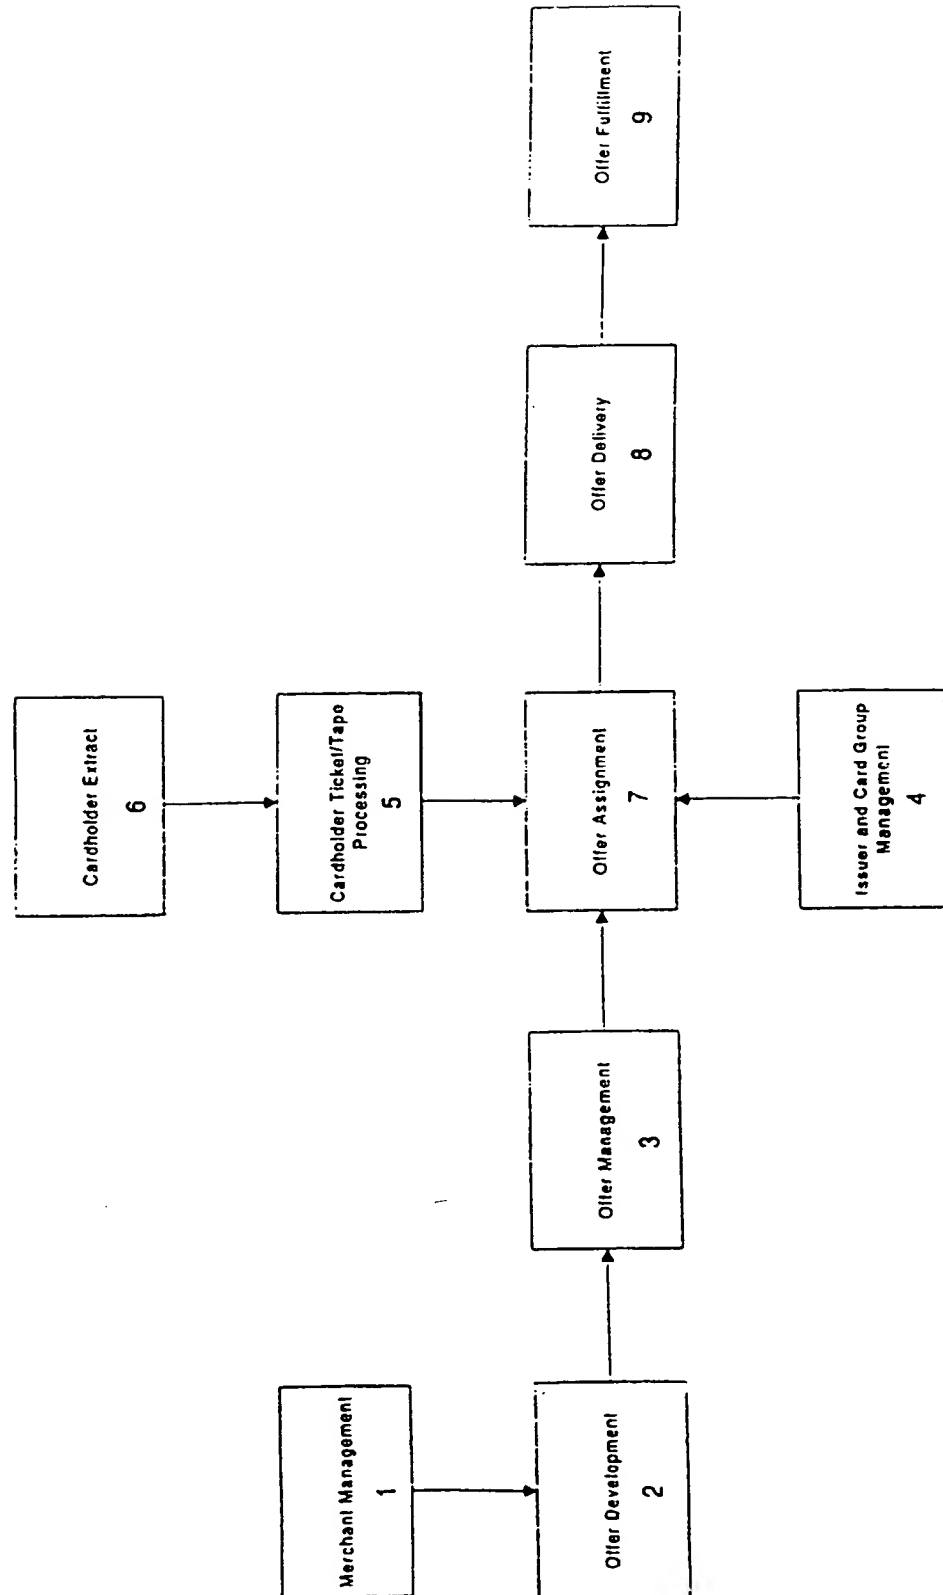 Merchant Management
1
Offer Development
2
Offer Management
3
Issuer and Card Group
Management
4
Cardholder Ticket/Tape
Processing
5
Cardholder Extract
6
Offer Assignment
7
Offer Delivery
8
Offer Fulfillment
9